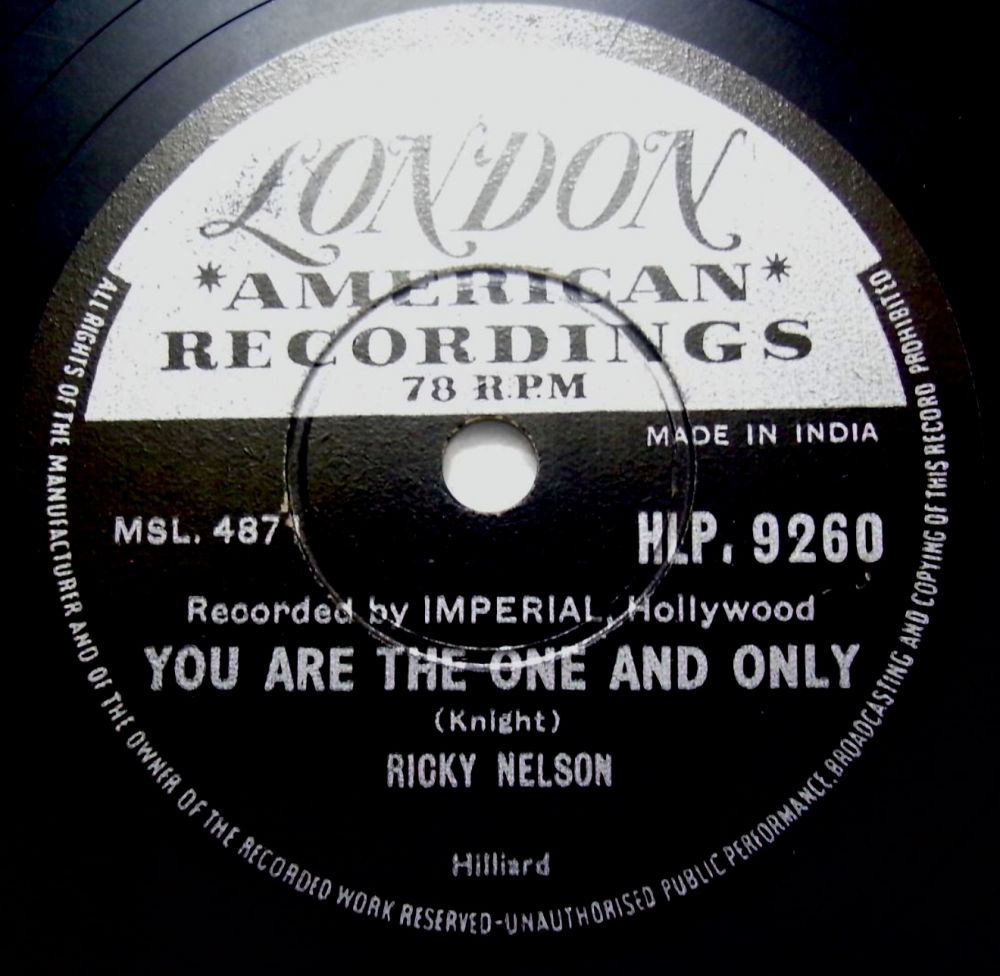 LONDON
*AMERICAN*
RECORDINGS
78 R.P.M
MADE IN INDIA
MSL. 487
HLP. 9260
Recorded by IMPERIAL, Hollywood
YOU ARE THE ONE AND ONLY
(Knight)
RICKY NELSON
Hilliard
ALL RIGHTS OF THE MANUFACTURER AND OF THE OWNER OF THE RECORDED WORK RESERVED-UNAUTHORISED PUBLIC PERFORMANCE, BROADCASTING AND COPYING OF THIS RECORD PROHIBITED